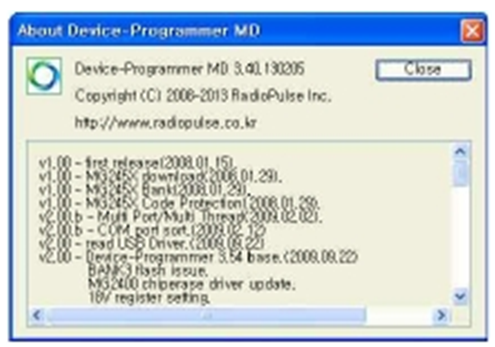 About Device-Programmer MD
Device-Programmer MD 3.40.130205
Close
Copyright (C) 2008-2013 RadioPulse Inc.
http://www.radiopulse.co.kr
v1.00 - first release(2008.01.15).
v1.00 - MG245X download(2008.01.29).
v1.00 - MG245X Bank(2008.01.29).
v1.00 - MG245X Code Protection(2008.01.29).
v2.00.b - Multi Port/Multi Thread(2009.02.02).
v2.00.b - COM port sort.(2009.02.12)
v2.00 - read USB Driver.(2009.09.22)
v2.00 - Device-Programmer 3.54 base.(2009.09.22)
BANK3 flash issue.
MG2400 chiperase driver update.
18V register setting.